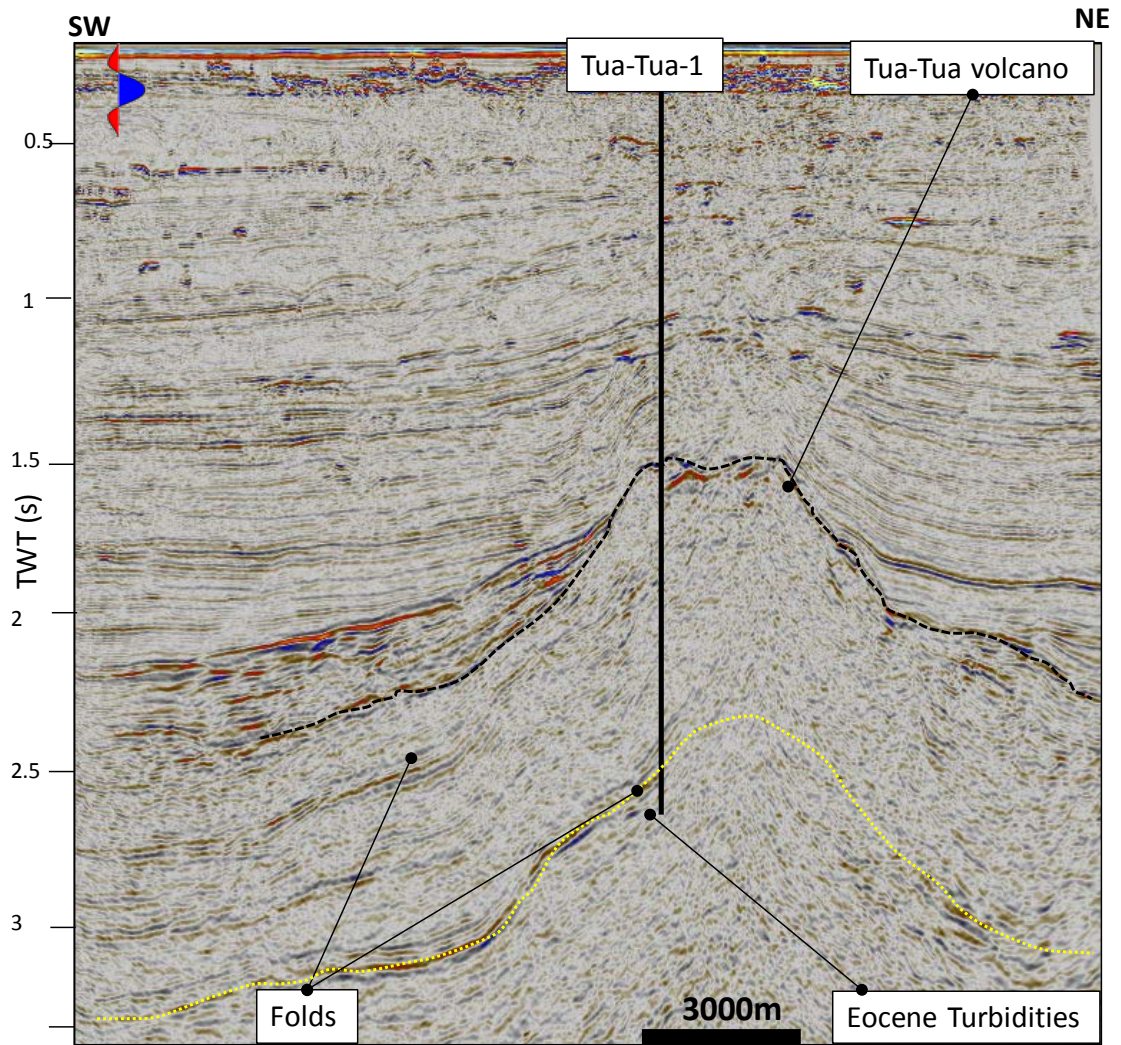 SW
NE
Tua-Tua-1
Tua-Tua volcano
0.5
1
1.5
TWT (s)
2
2.5
3
3000m
Folds
Eocene Turbidities